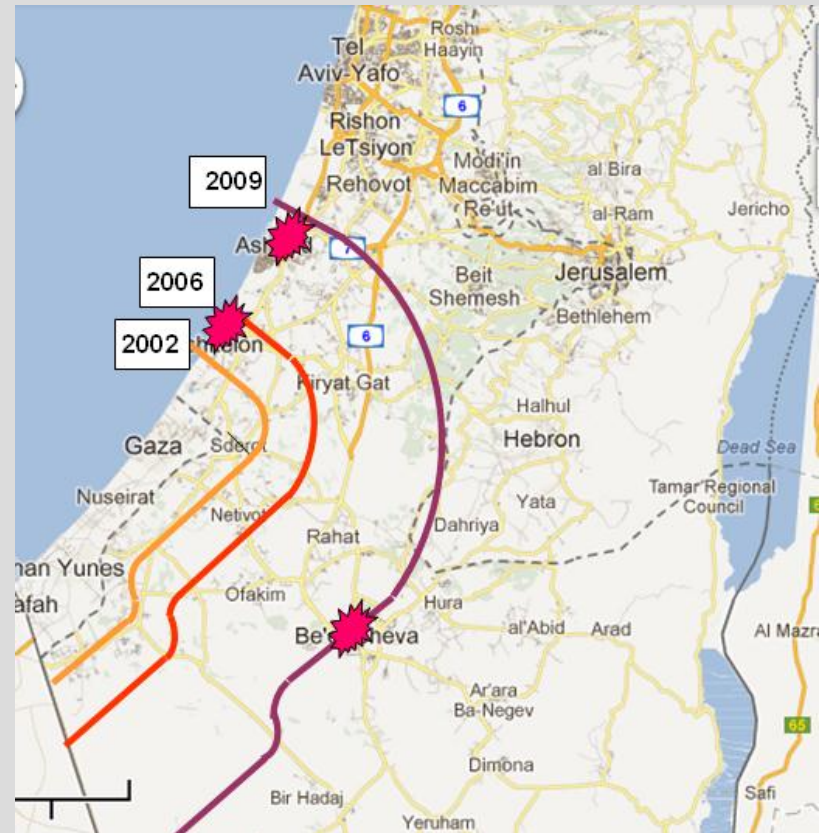 Roshi
Haayin
Tel
Aviv-Yafo
6
Rishon
LeTsiyon
Modi'in
Maccabim
Re'ut
al Bira
Rehovot
2009
al-Ram
Jericho
7
Beit
Shemesh
Jerusalem
2006
Bethlehem
2002
6
Kiryat Gat
Halhul
Hebron
Dead Sea
Gaza
Sderot
Nuseirat
Netivot
Yata
Tamar Regional
Council
Rahat
Dahriya
Ofakim
Hura
al'Abid
Arad
Ar'ara
Ba-Negev
Dimona
65
Bir Hadaj
Yeruham
Safi